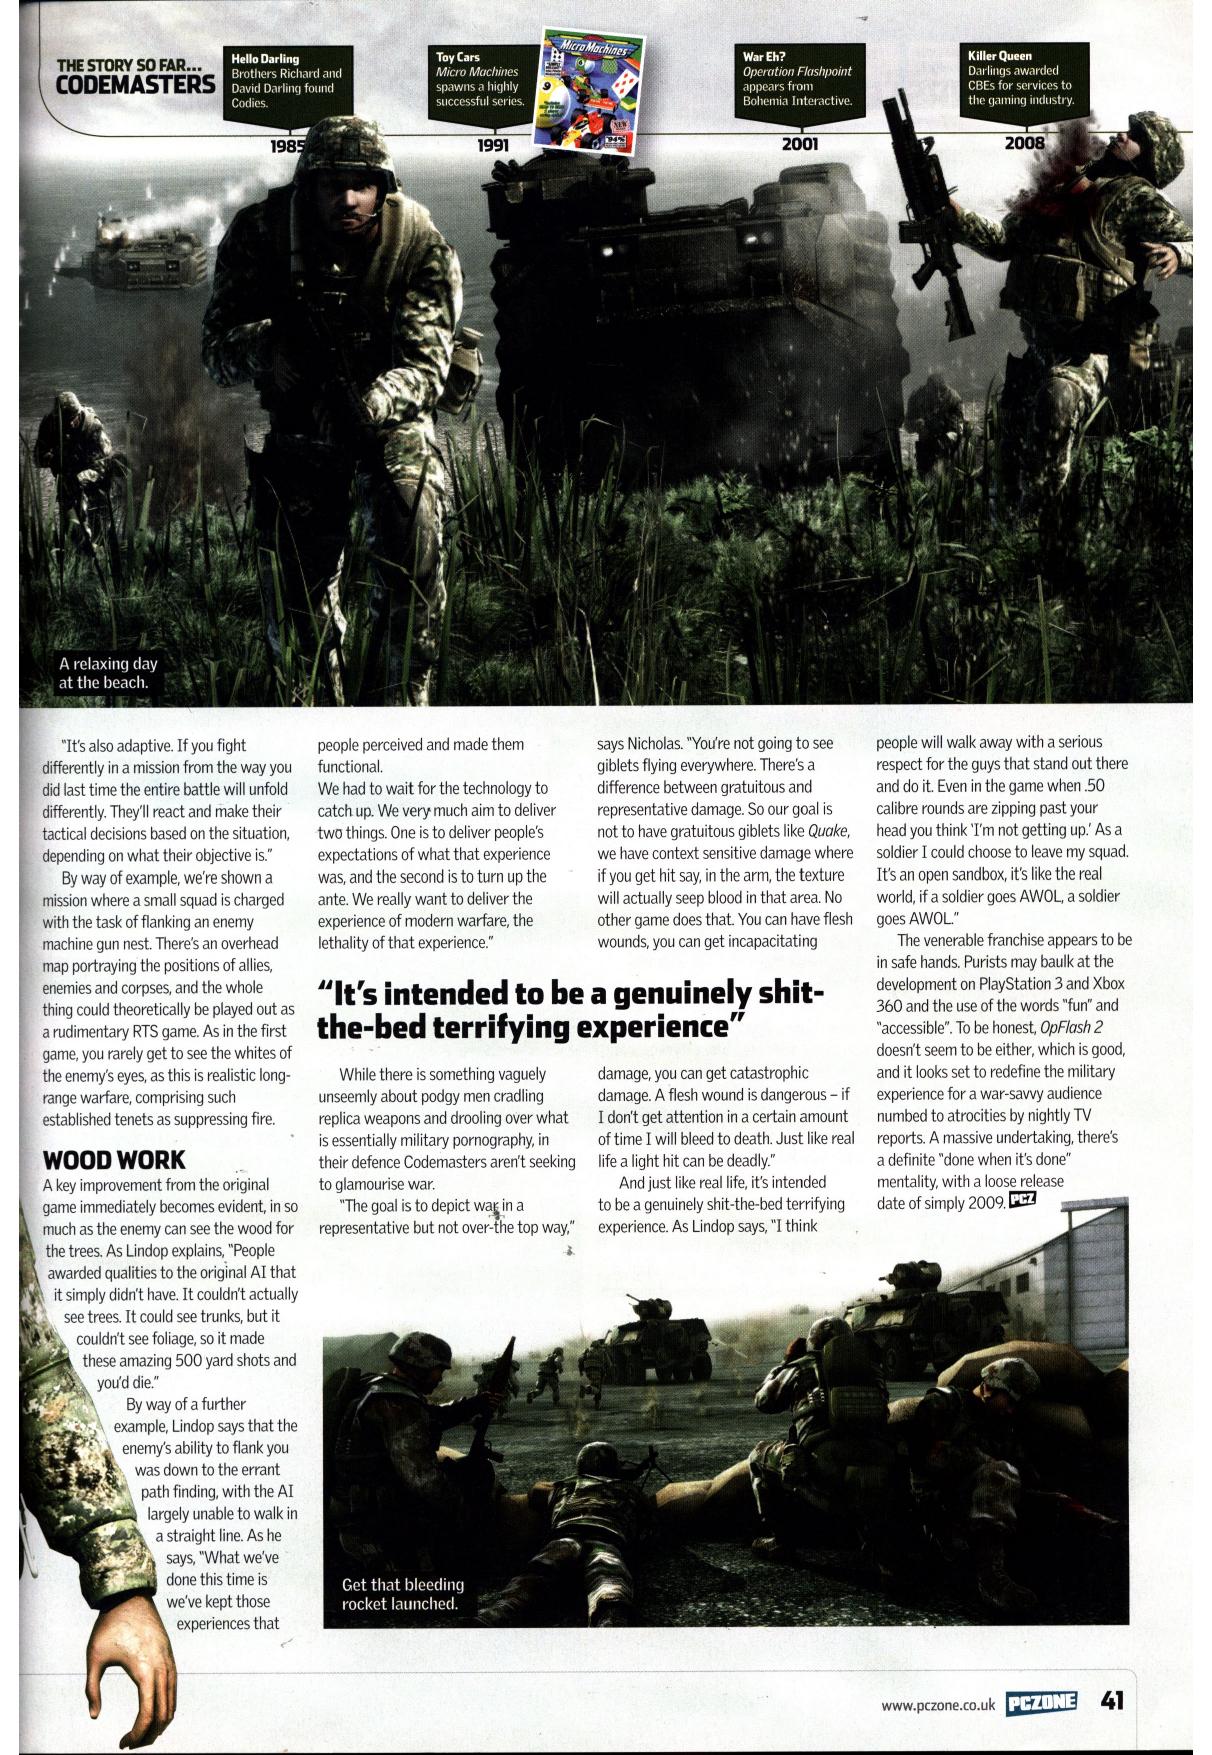 THE STORY SO FAR...
CODEMASTERS
Hello Darling
Brothers Richard and
David Darling found
Codies.
1985
Toy Cars
Micro Machines
spawns a highly
successful series.
1991
Micro Machines
War Eh?
Operation Flashpoint
appears from
Bohemia Interactive.
2001
Killer Queen
Darlings awarded
CBEs for services to
the gaming industry.
2008
A relaxing day
at the beach.
"It's also adaptive. If you fight
differently in a mission from the way you
did last time the entire battle will unfold
differently. They'll react and make their
tactical decisions based on the situation,
depending on what their objective is."
By way of example, we're shown a
mission where a small squad is charged
with the task of flanking an enemy
machine gun nest. There's an overhead
map portraying the positions of allies,
enemies and corpses, and the whole
thing could theoretically be played out as
a rudimentary RTS game. As in the first
game, you rarely get to see the whites of
the enemy's eyes, as this is realistic long-
range warfare, comprising such
established tenets as suppressing fire.
WOOD WORK
A key improvement from the original
game immediately becomes evident, in so
much as the enemy can see the wood for
the trees. As Lindop explains, "People
awarded qualities to the original AI that
it simply didn't have. It couldn't actually
see trees. It could see trunks, but it
couldn't see foliage, so it made
these amazing 500 yard shots and
you'd die."
By way of a further
example, Lindop says that the
enemy's ability to flank you
was down to the errant
path finding, with the AI
largely unable to walk in
a straight line. As he
says, "What we've
done this time is
we've kept those
experiences that
people perceived and made them
functional.
We had to wait for the technology to
catch up. We very much aim to deliver
two things. One is to deliver people's
expectations of what that experience
was, and the second is to turn up the
ante. We really want to deliver the
experience of modern warfare, the
lethality of that experience."
"It's intended to be a genuinely shit-
the-bed terrifying experience"
While there is something vaguely
unseemly about podgy men cradling
replica weapons and drooling over what
is essentially military pornography, in
their defence Codemasters aren't seeking
to glamourise war.
"The goal is to depict war in a
representative but not over-the top way,"
says Nicholas. "You're not going to see
giblets flying everywhere. There's a
difference between gratuitous and
representative damage. So our goal is
not to have gratuitous giblets like Quake,
we have context sensitive damage where
if you get hit say, in the arm, the texture
will actually seep blood in that area. No
other game does that. You can have flesh
wounds, you can get incapacitating
damage, you can get catastrophic
damage. A flesh wound is dangerous – if
I don't get attention in a certain amount
of time I will bleed to death. Just like real
life a light hit can be deadly."
And just like real life, it's intended
to be a genuinely shit-the-bed terrifying
experience. As Lindop says, "I think
people will walk away with a serious
respect for the guys that stand out there
and do it. Even in the game when .50
calibre rounds are zipping past your
head you think 'I'm not getting up.' As a
soldier I could choose to leave my squad.
It's an open sandbox, it's like the real
world, if a soldier goes AWOL, a soldier
goes AWOL."
The venerable franchise appears to be
in safe hands. Purists may baulk at the
development on PlayStation 3 and Xbox
360 and the use of the words "fun" and
"accessible". To be honest, OpFlash 2
doesn't seem to be either, which is good,
and it looks set to redefine the military
experience for a war-savvy audience
numbed to atrocities by nightly TV
reports. A massive undertaking, there's
a definite "done when it's done"
mentality, with a loose release
date of simply 2009. PCZ
Get that bleeding
rocket launched.
www.pczone.co.uk PCZONE 41